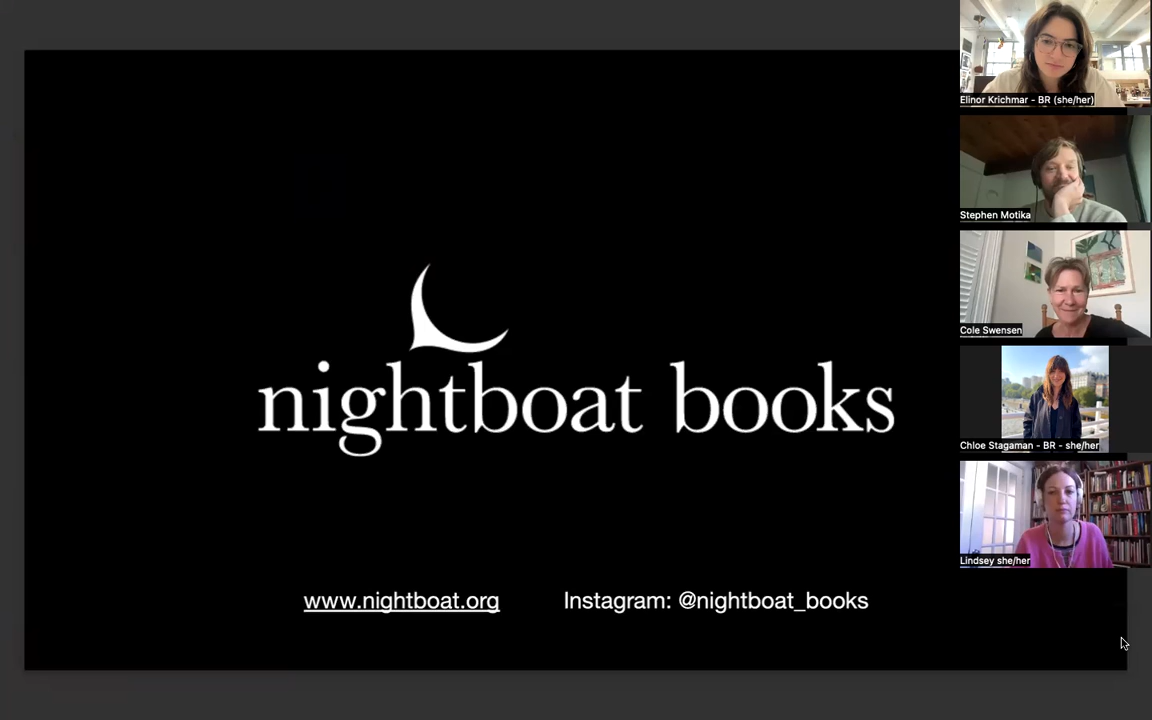 nightboat books
www.nightboat.org
Instagram: @nightboat_books
Elinor Krichmar - BR (she/her)
Stephen Motika
Cole Swensen
Chloe Stagaman - BR - she/her
Lindsey she/her